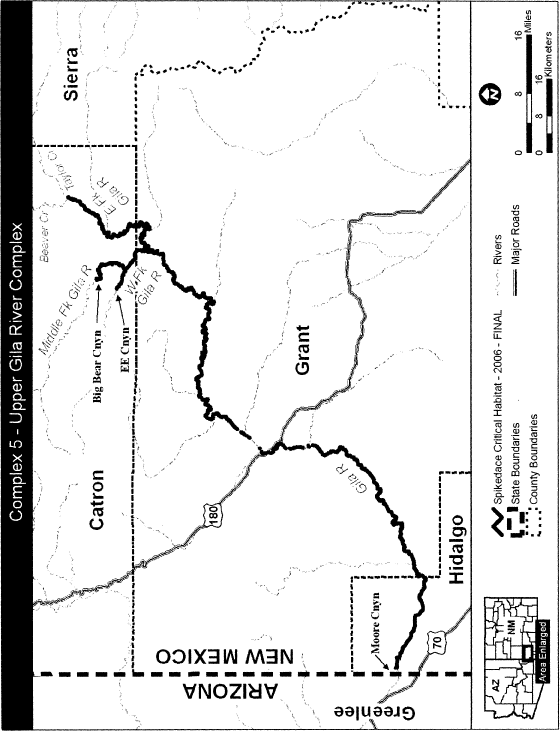 Complex 5 - Upper Gila River Complex
Sierra
Taylor Cr
Beaver Cr
E Fk
Gila R
Middle Fk Gila R
W Fk
Gila R
Big Bear Cnyn
EE Cnyn
Catron
Grant
180
Gila R
Hidalgo
Moore Cnyn
70
NEW MEXICO
ARIZONA
Greenlee
N
16
Miles
8
0
16
Kilometers
8
0
Spikedace Critical Habitat - 2006 - FINAL
State Boundaries
County Boundaries
Rivers
Major Roads
AZ
NM
Area Enlarged